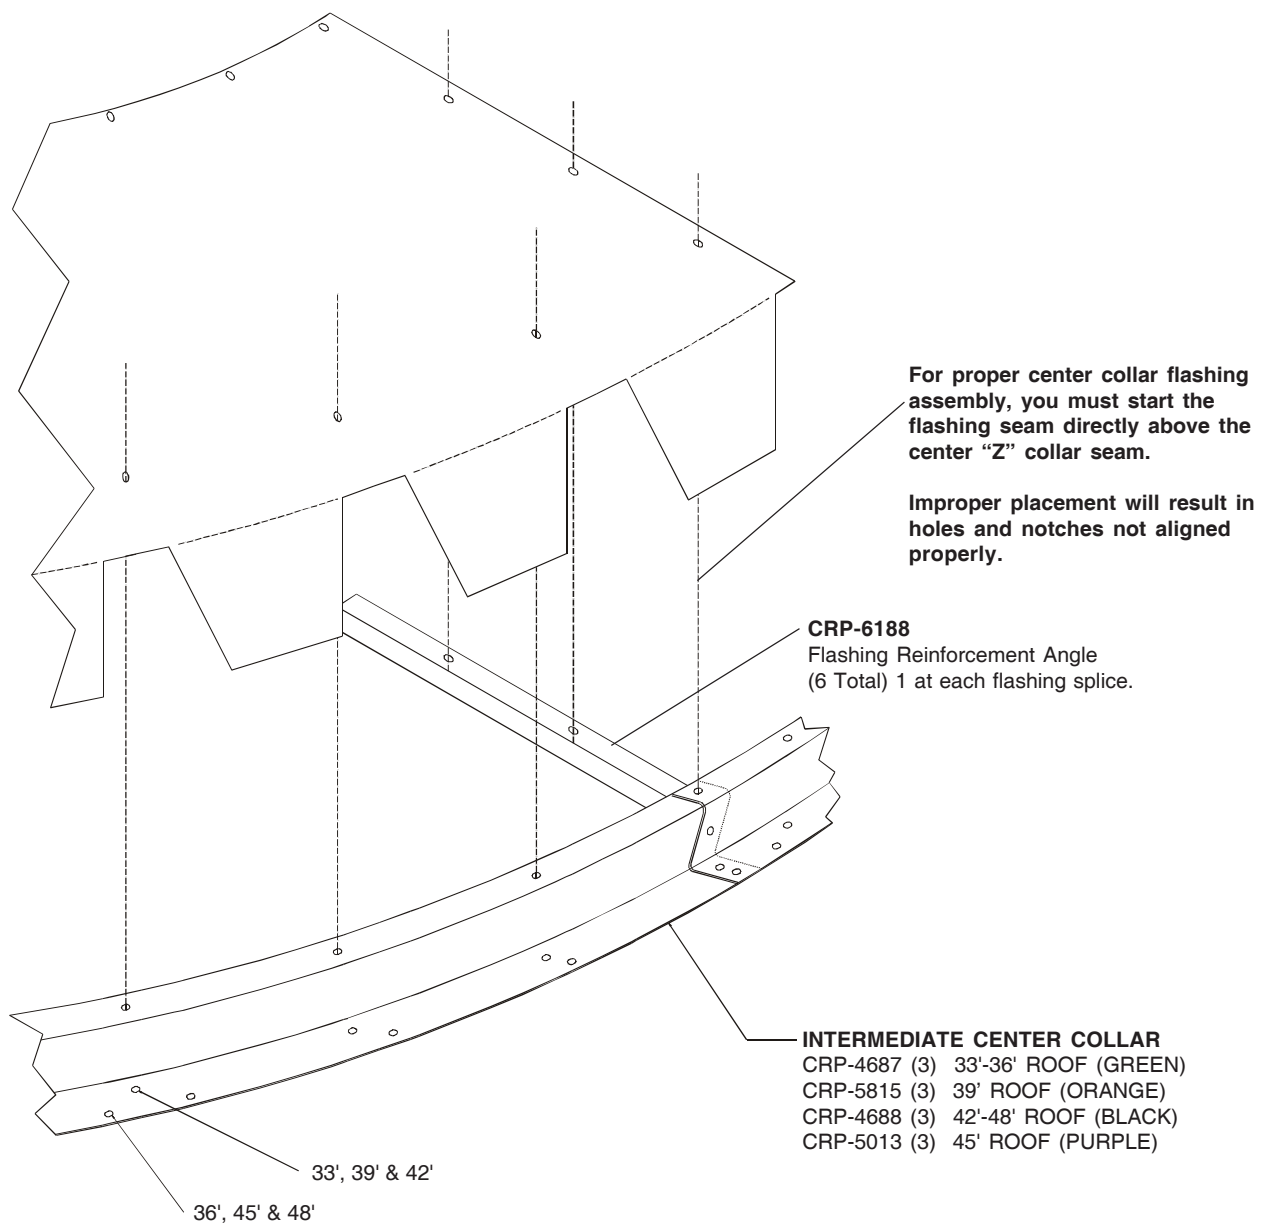 For proper center collar flashing
assembly, you must start the
flashing seam directly above the
center “Z” collar seam.
Improper placement will result in
holes and notches not aligned
properly.
CRP-6188
Flashing Reinforcement Angle
(6 Total) 1 at each flashing splice.
INTERMEDIATE CENTER COLLAR
CRP-4687 (3) 33'-36' ROOF (GREEN)
CRP-5815 (3) 39’ ROOF (ORANGE)
CRP-4688 (3) 42'-48' ROOF (BLACK)
CRP-5013 (3) 45' ROOF (PURPLE)
33', 39' & 42'
36', 45' & 48'